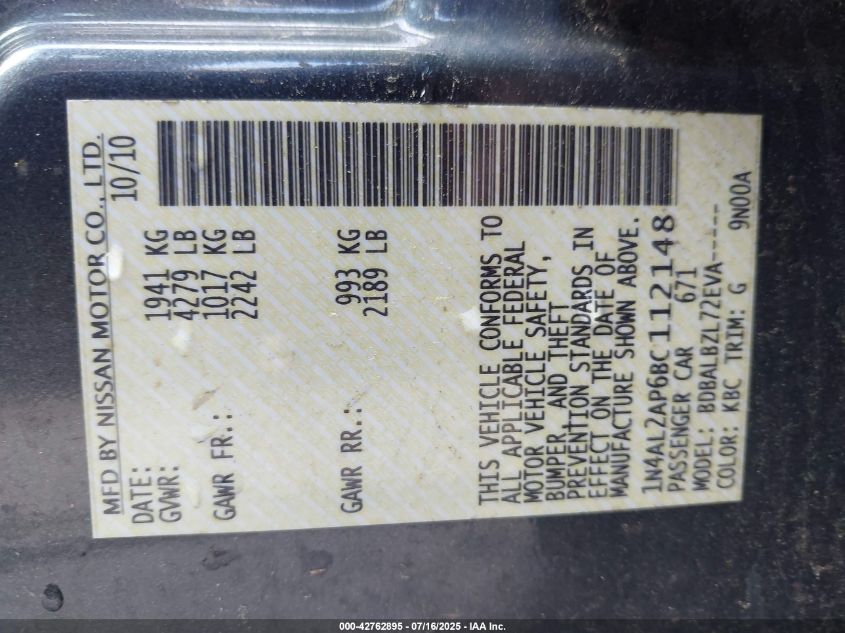 MFD BY NISSAN MOTOR CO., LTD.
DATE: 10/10
GVWR: 1941 KG
4279 LB
GAWR FR.: 1017 KG
2242 LB
GAWR RR.: 993 KG
2189 LB
THIS VEHICLE CONFORMS TO
ALL APPLICABLE FEDERAL
MOTOR VEHICLE SAFETY,
BUMPER, AND THEFT
PREVENTION STANDARDS IN
EFFECT ON THE DATE OF
MANUFACTURE SHOWN ABOVE.
1N4AL2AP6BC112148
PASSENGER CAR 671
MODEL: BDBALBZL72EVA-----
COLOR: KBC TRIM: G 9N00A
000-42762895 - 07/16/2025 - IAA Inc.